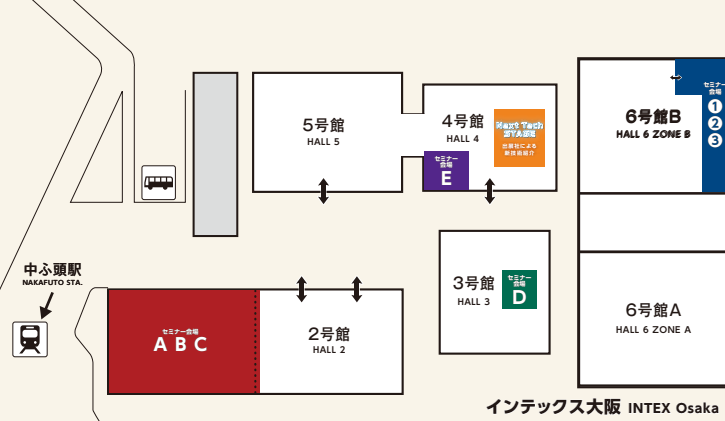 5号館
HALL 5
4号館
HALL 4
Next Tech
STAGE
出展社による
新技術紹介
セミナー
会場
E
6号館B
HALL 6 ZONE B
セミナー
会場
1
2
3
中ふ頭駅
NAKAFUTO STA.
セミナー会場
A B C
2号館
HALL 2
3号館
HALL 3
セミナー
会場
D
6号館A
HALL 6 ZONE A
インテックス大阪 INTEX Osaka